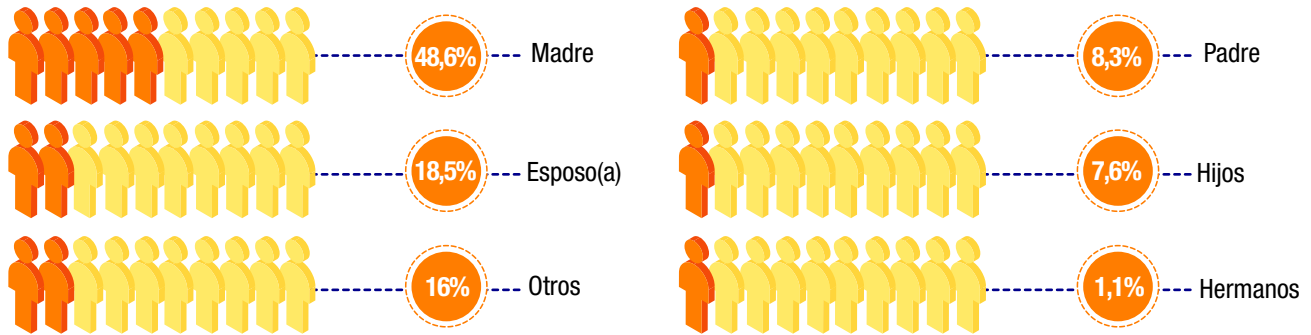 48,6% Madre
8,3% Padre
18,5% Esposo(a)
7,6% Hijos
16% Otros
1,1% Hermanos